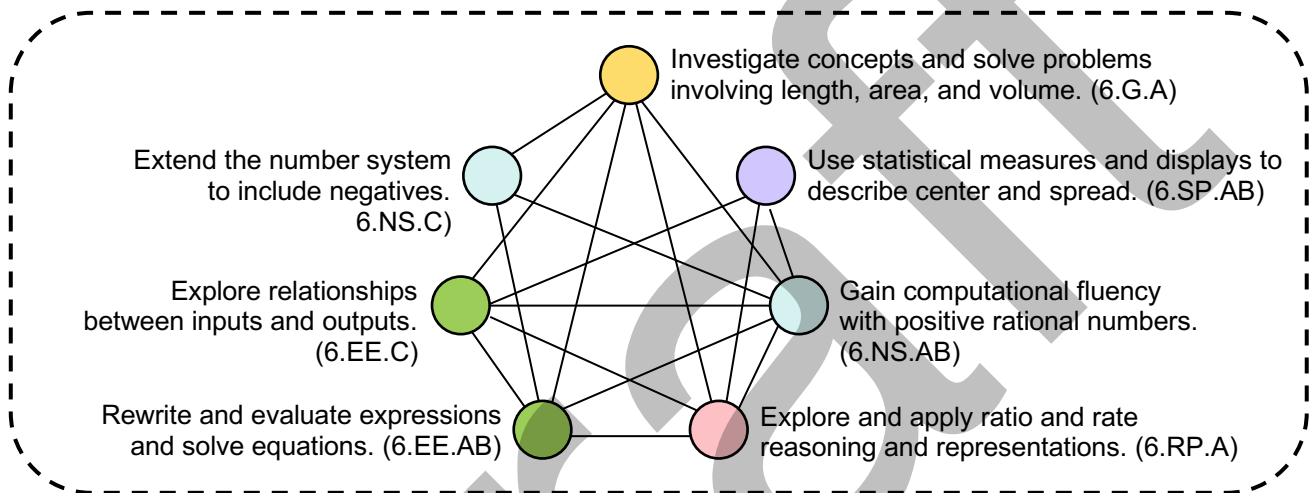 Investigate concepts and solve problems
involving length, area, and volume. (6.G.A)
Extend the number system
to include negatives.
6.NS.C)
Use statistical measures and displays to
describe center and spread. (6.SP.AB)
Explore relationships
between inputs and outputs.
(6.EE.C)
Gain computational fluency
with positive rational numbers.
(6.NS.AB)
Rewrite and evaluate expressions
and solve equations. (6.EE.AB)
Explore and apply ratio and rate
reasoning and representations. (6.RP.A)